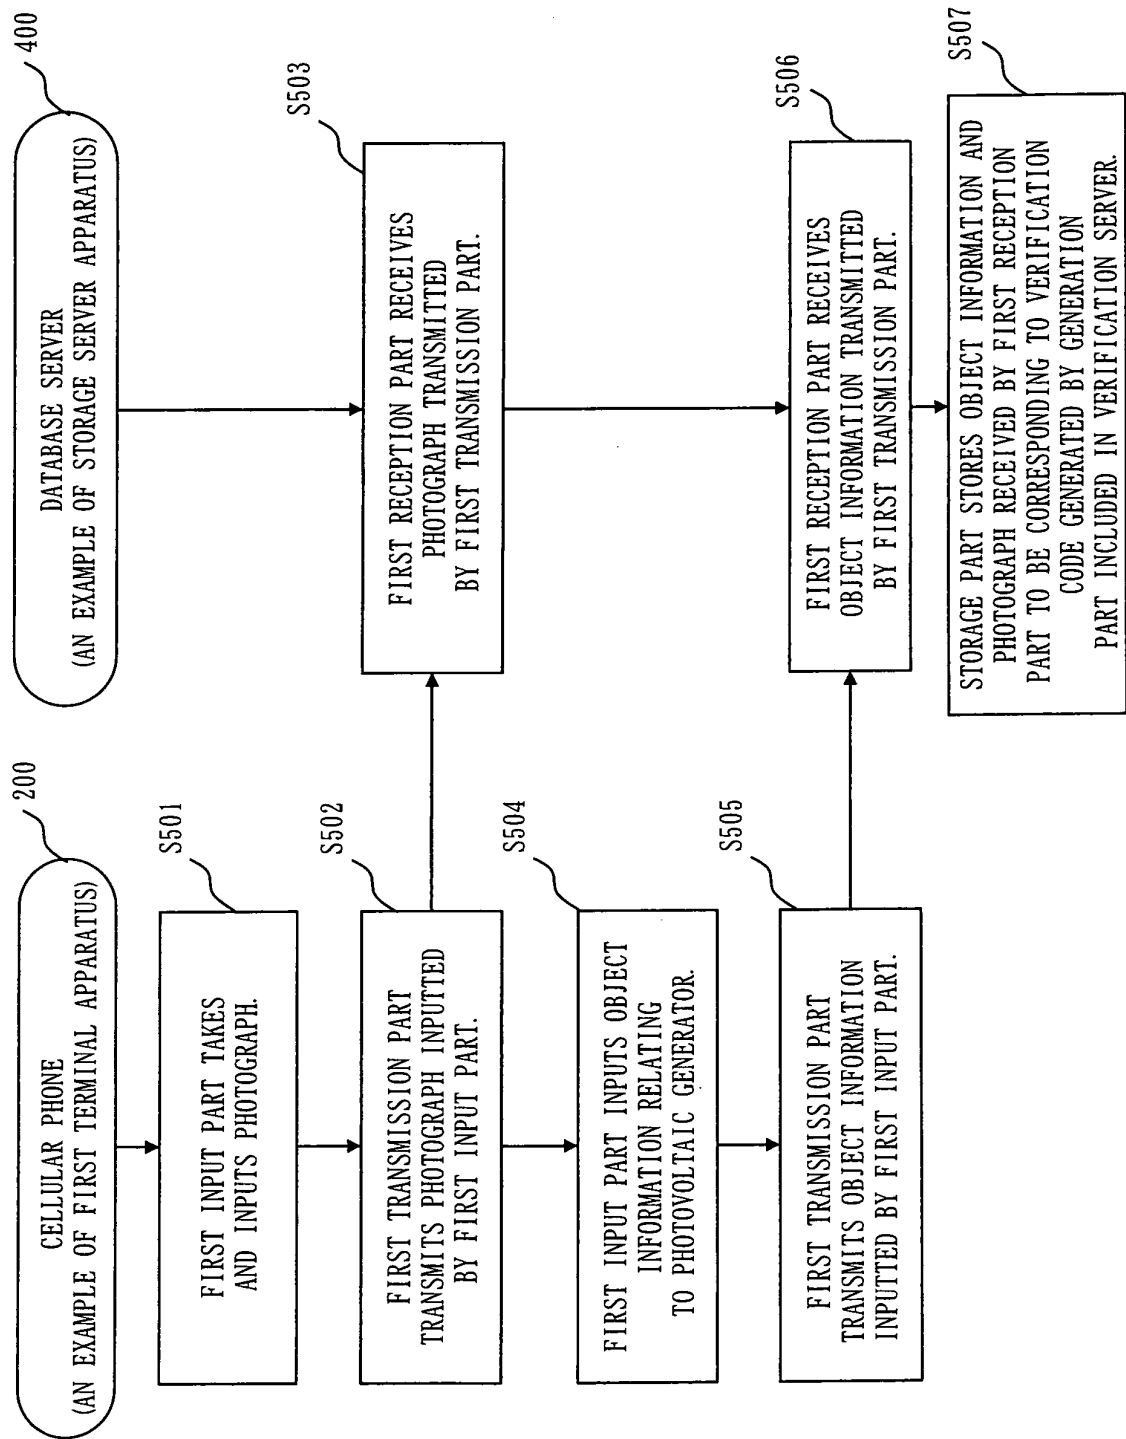 200
CELLULAR PHONE
(AN EXAMPLE OF FIRST TERMINAL APPARATUS)
S501
FIRST INPUT PART TAKES
AND INPUTS PHOTOGRAPH.
S502
FIRST TRANSMISSION PART
TRANSMITS PHOTOGRAPH INPUTTED
BY FIRST INPUT PART.
S504
FIRST INPUT PART INPUTS OBJECT
INFORMATION RELATING
TO PHOTOVOLTAIC GENERATOR.
S505
FIRST TRANSMISSION PART
TRANSMITS OBJECT INFORMATION
INPUTTED BY FIRST INPUT PART.
400
DATABASE SERVER
(AN EXAMPLE OF STORAGE SERVER APPARATUS)
S503
FIRST RECEPTION PART RECEIVES
PHOTOGRAPH TRANSMITTED
BY FIRST TRANSMISSION PART.
S506
FIRST RECEPTION PART RECEIVES
OBJECT INFORMATION TRANSMITTED
BY FIRST TRANSMISSION PART.
S507
STORAGE PART STORES OBJECT INFORMATION AND
PHOTOGRAPH RECEIVED BY FIRST RECEPTION
PART TO BE CORRESPONDING TO VERIFICATION
CODE GENERATED BY GENERATION
PART INCLUDED IN VERIFICATION SERVER.